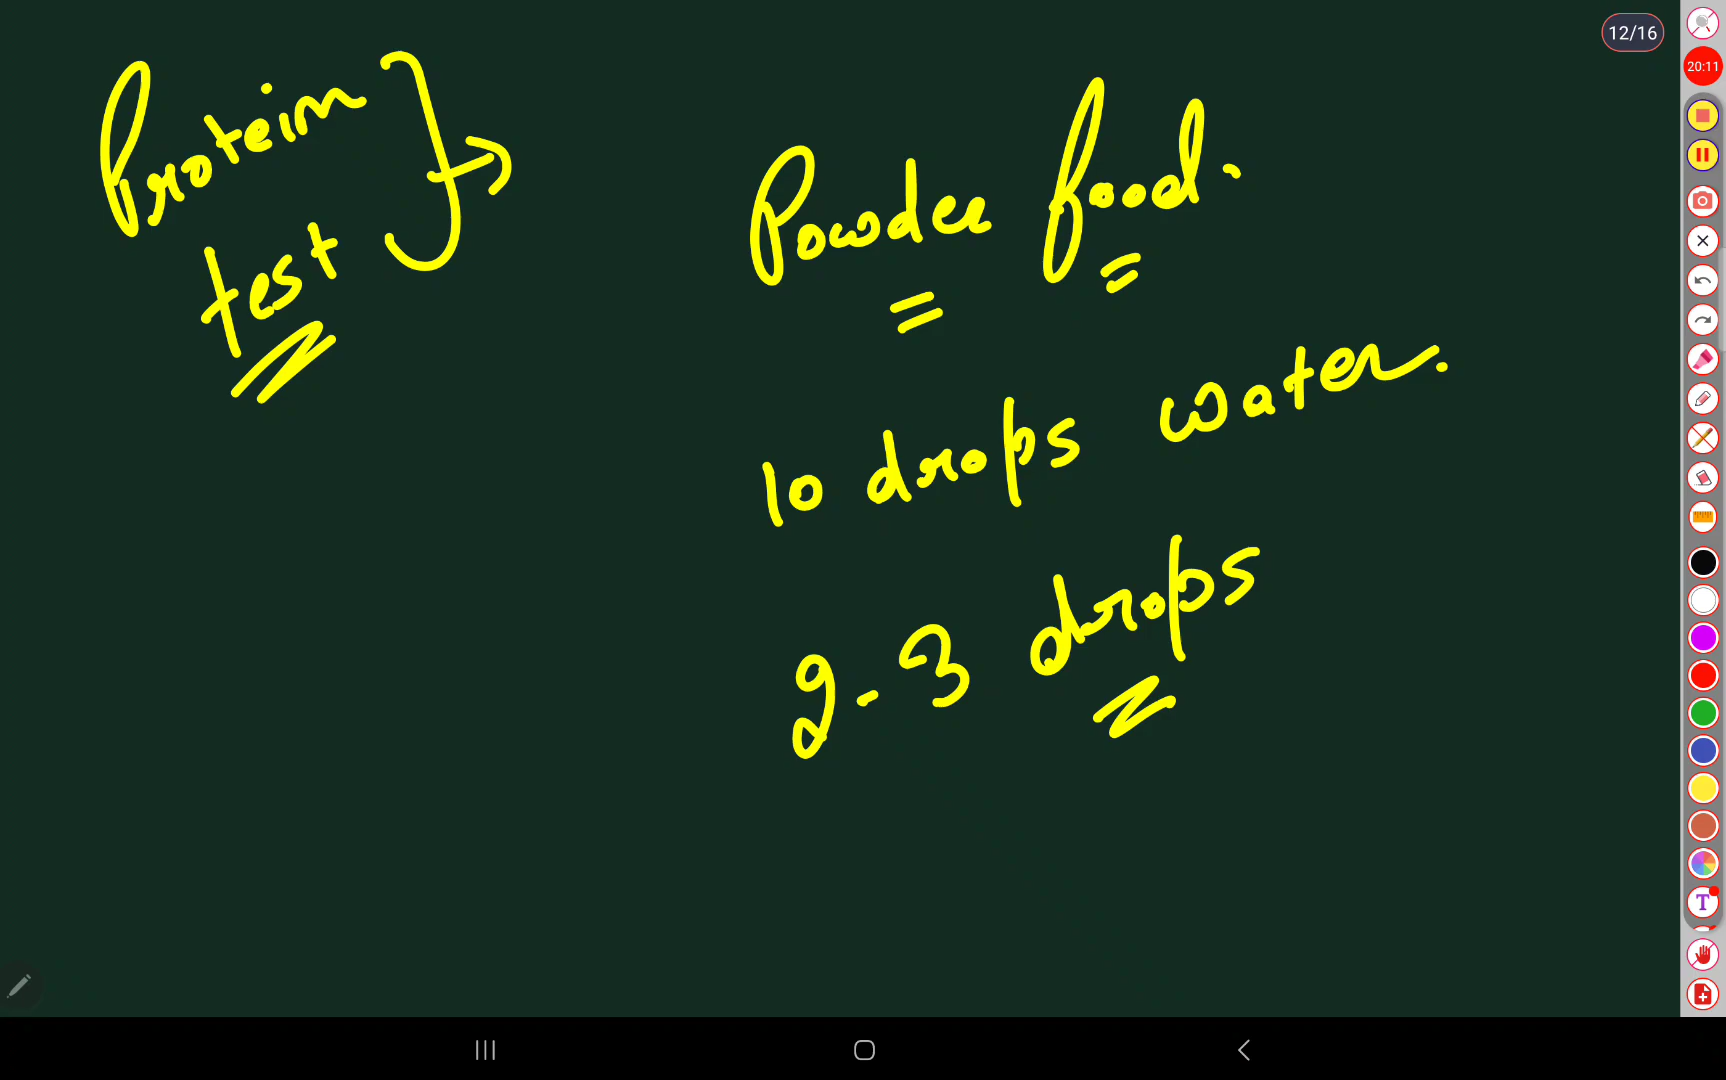 12/16
20:11
Protein
test
Powder food.
10 drops water.
2-3 drops
T